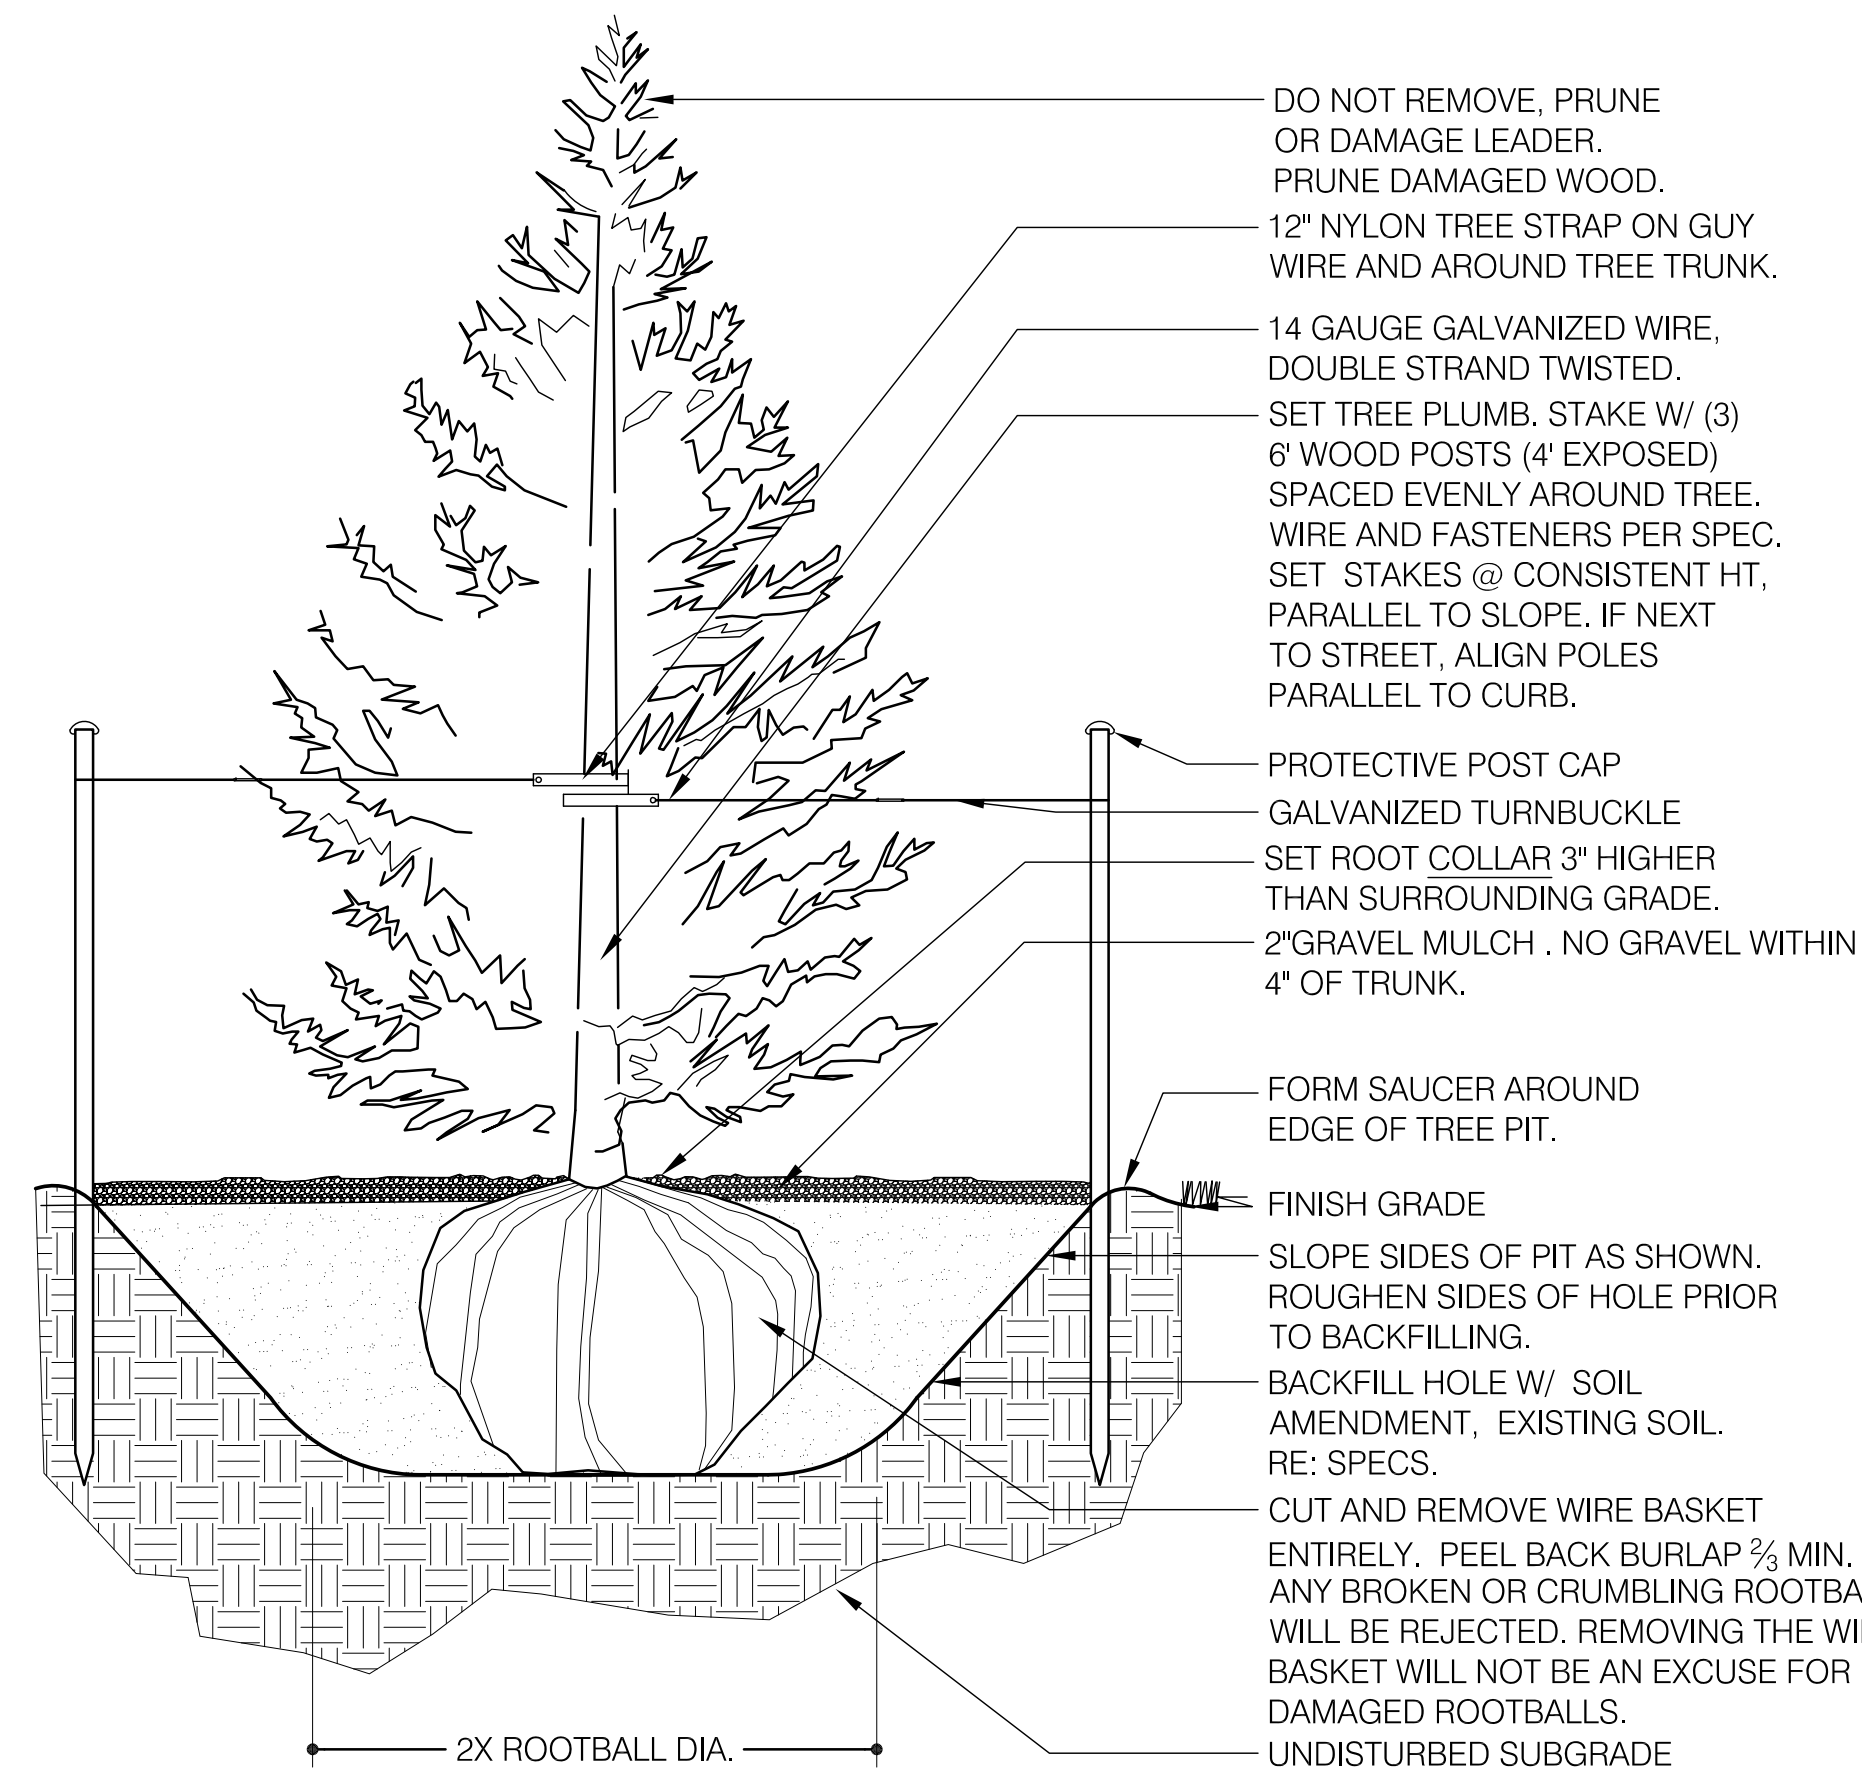 DO NOT REMOVE, PRUNE
OR DAMAGE LEADER.
PRUNE DAMAGED WOOD.
12" NYLON TREE STRAP ON GUY
WIRE AND AROUND TREE TRUNK.
14 GAUGE GALVANIZED WIRE,
DOUBLE STRAND TWISTED.
SET TREE PLUMB. STAKE W/ (3)
6' WOOD POSTS (4' EXPOSED)
SPACED EVENLY AROUND TREE.
WIRE AND FASTENERS PER SPEC.
SET STAKES @ CONSISTENT HT,
PARALLEL TO SLOPE. IF NEXT
TO STREET, ALIGN POLES
PARALLEL TO CURB.
PROTECTIVE POST CAP
GALVANIZED TURNBUCKLE
SET ROOT COLLAR 3" HIGHER
THAN SURROUNDING GRADE.
2"GRAVEL MULCH . NO GRAVEL WITHIN
4" OF TRUNK.
FORM SAUCER AROUND
EDGE OF TREE PIT.
FINISH GRADE
SLOPE SIDES OF PIT AS SHOWN.
ROUGHEN SIDES OF HOLE PRIOR
TO BACKFILLING.
BACKFILL HOLE W/ SOIL
AMENDMENT, EXISTING SOIL.
RE: SPECS.
CUT AND REMOVE WIRE BASKET
ENTIRELY. PEEL BACK BURLAP ⅔ MIN.
ANY BROKEN OR CRUMBLING ROOTBA
WILL BE REJECTED. REMOVING THE WI
BASKET WILL NOT BE AN EXCUSE FOR
DAMAGED ROOTBALLS.
UNDISTURBED SUBGRADE
2X ROOTBALL DIA.